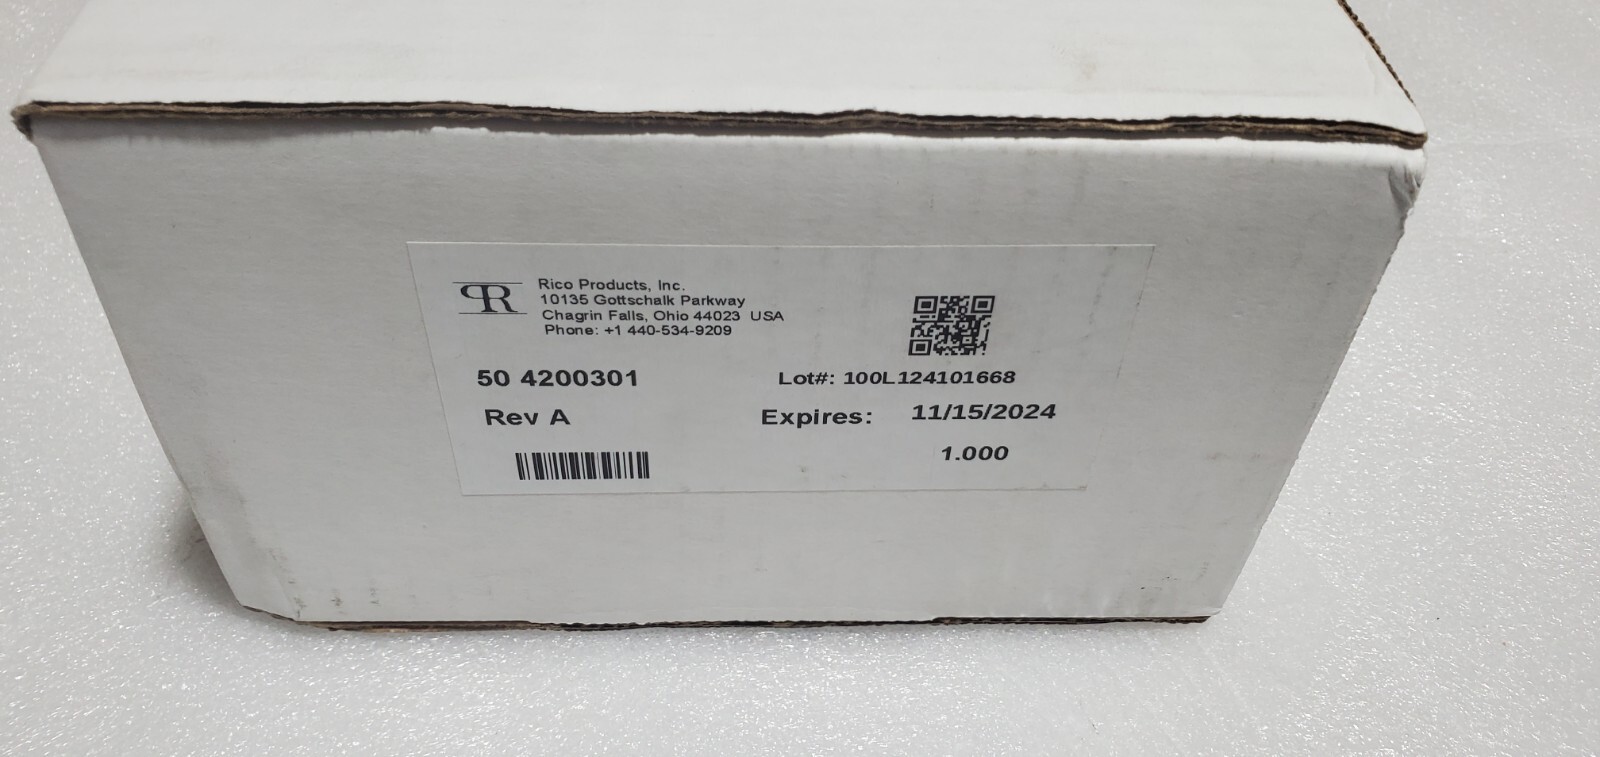 PR
Rico Products, Inc.
10135 Gottschalk Parkway
Chagrin Falls, Ohio 44023 USA
Phone: +1 440-534-9209
50 4200301
Lot#: 100L124101668
Rev A
Expires: 11/15/2024
1.000